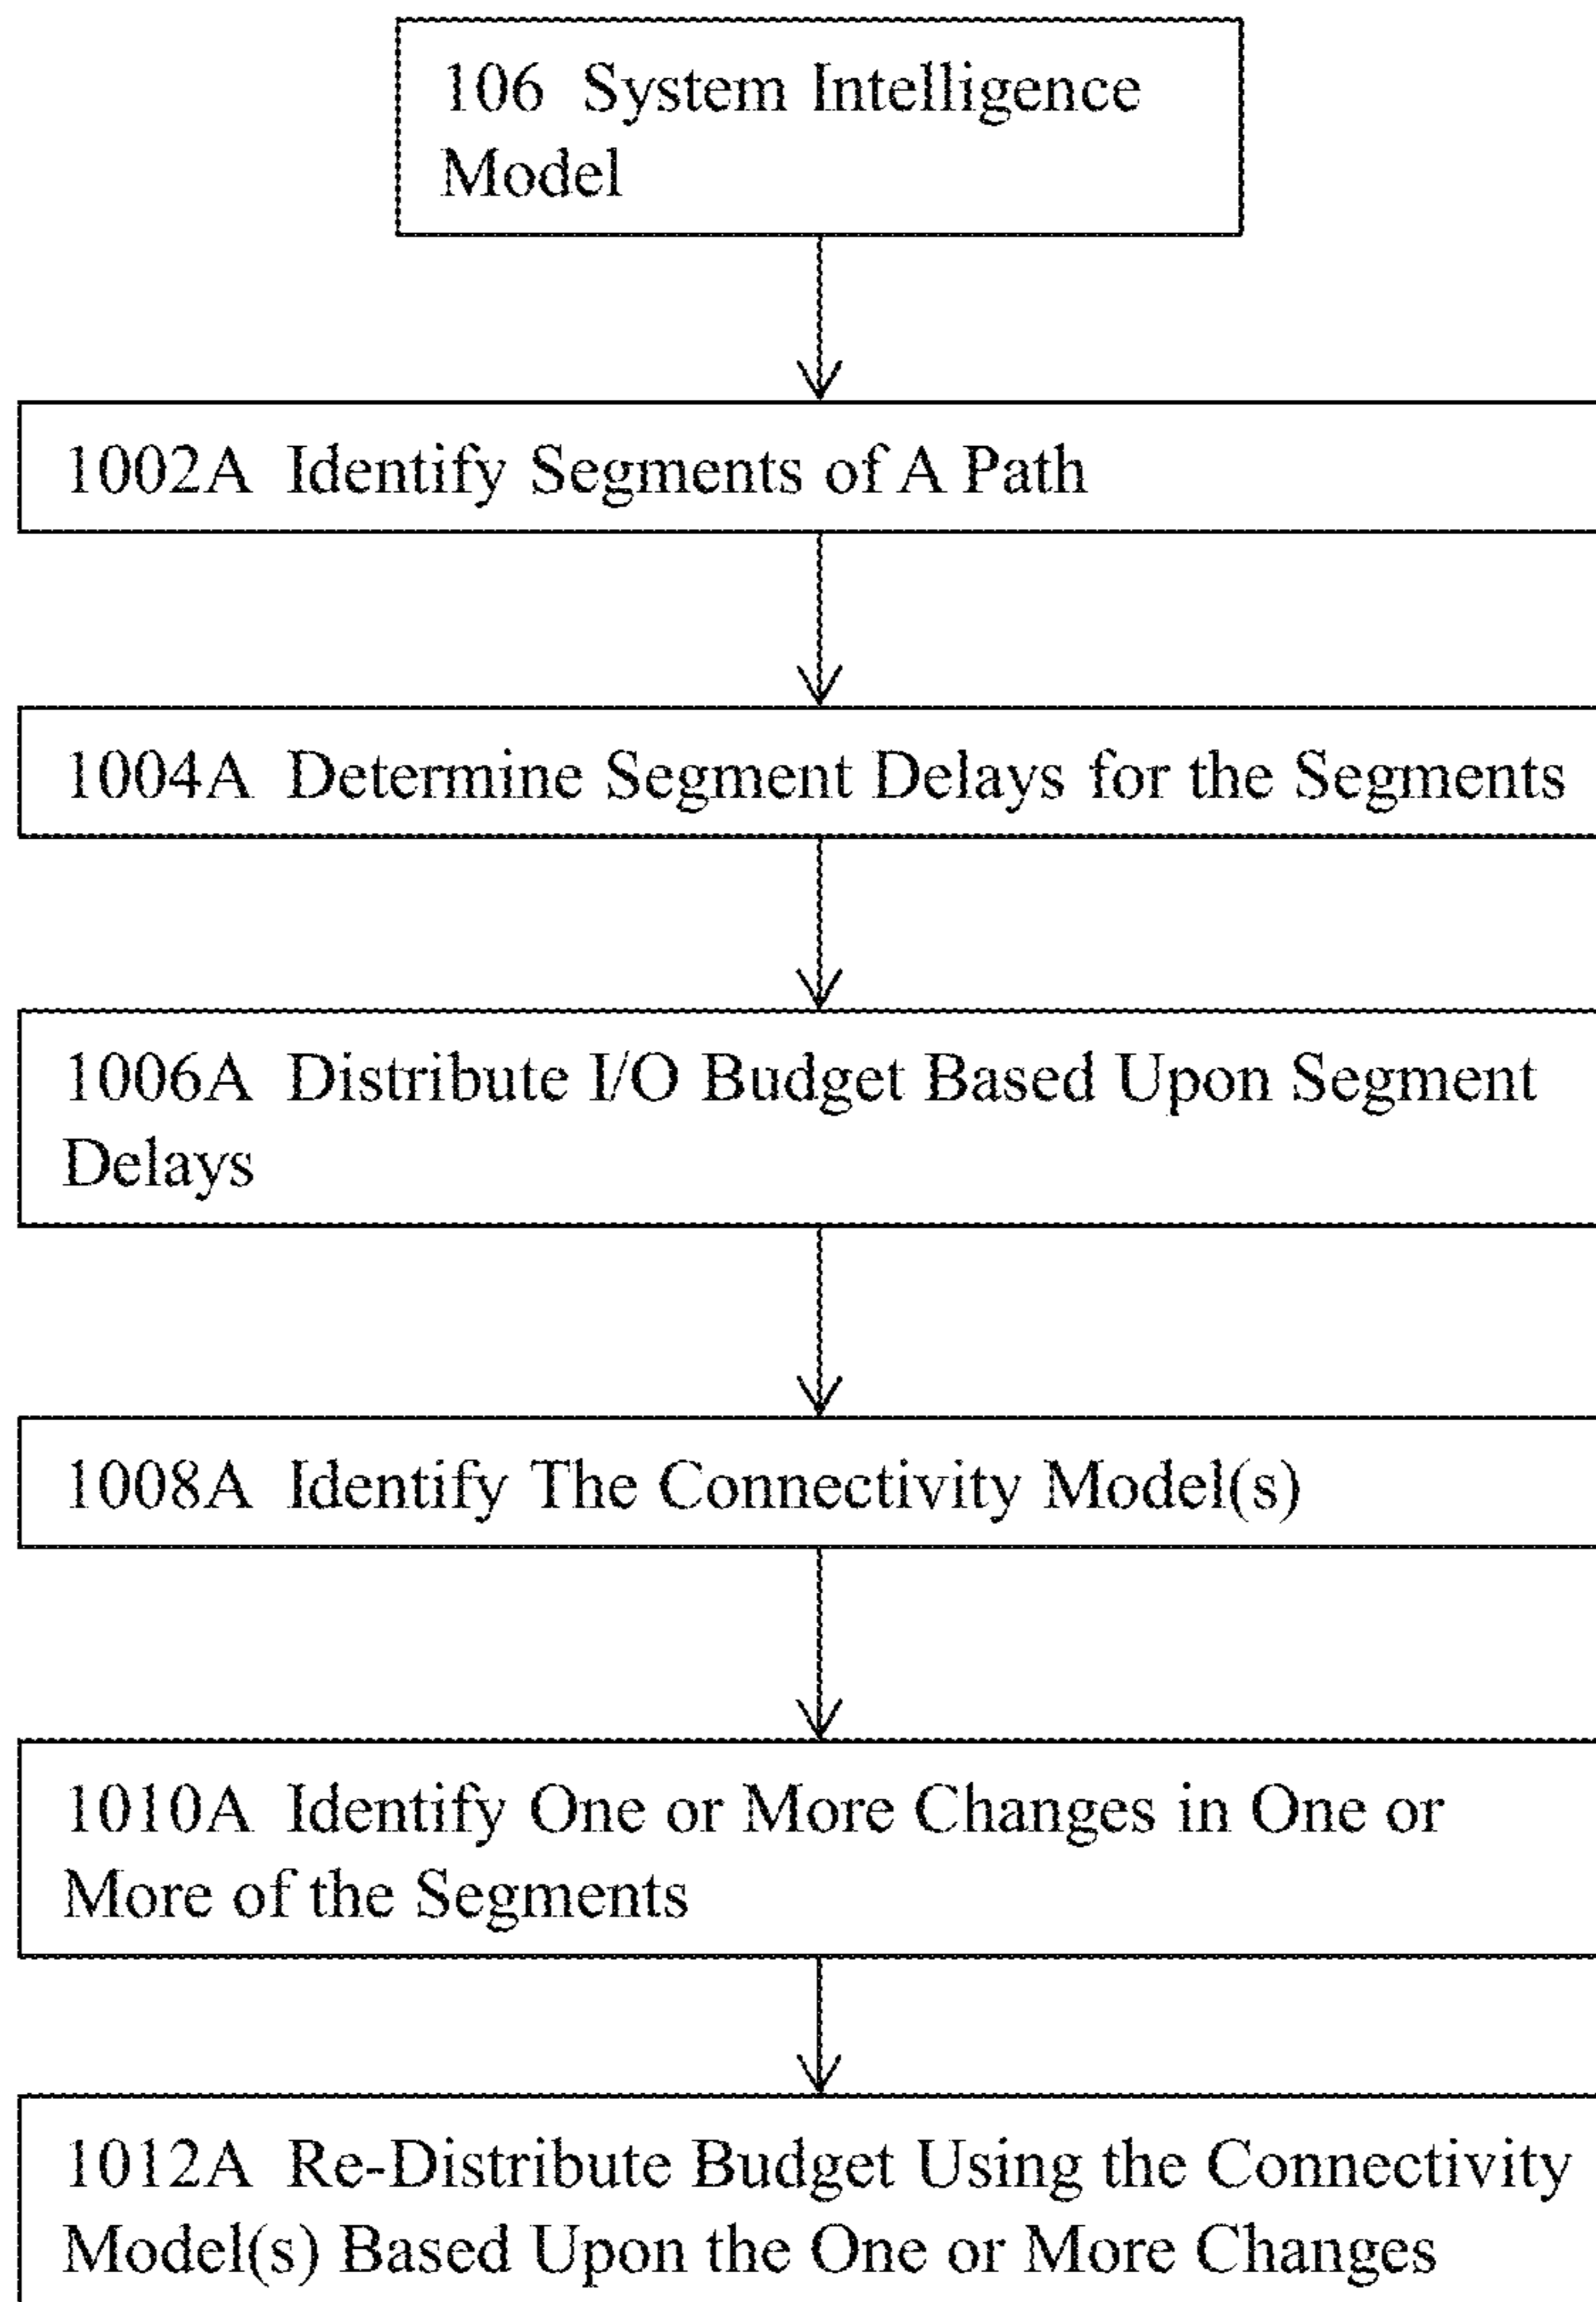 106 System Intelligence
Model
1002A Identify Segments of A Path
1004A Determine Segment Delays for the Segments
1006A Distribute I/O Budget Based Upon Segment
Delays
1008A Identify The Connectivity Model(s)
1010A Identify One or More Changes in One or
More of the Segments
1012A Re-Distribute Budget Using the Connectivity
Model(s) Based Upon the One or More Changes